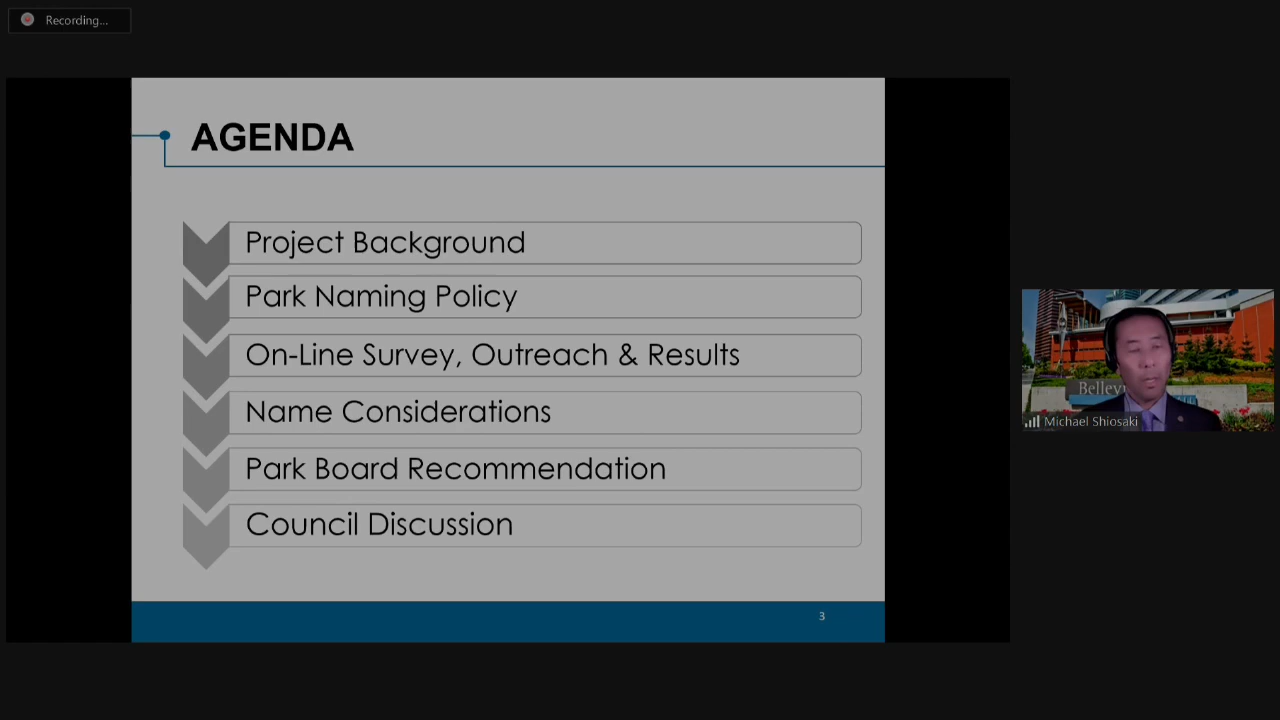 Recording...
AGENDA
Project Background
Park Naming Policy
On-Line Survey, Outreach & Results
Name Considerations
Park Board Recommendation
Council Discussion
3
Michael Shiosaki